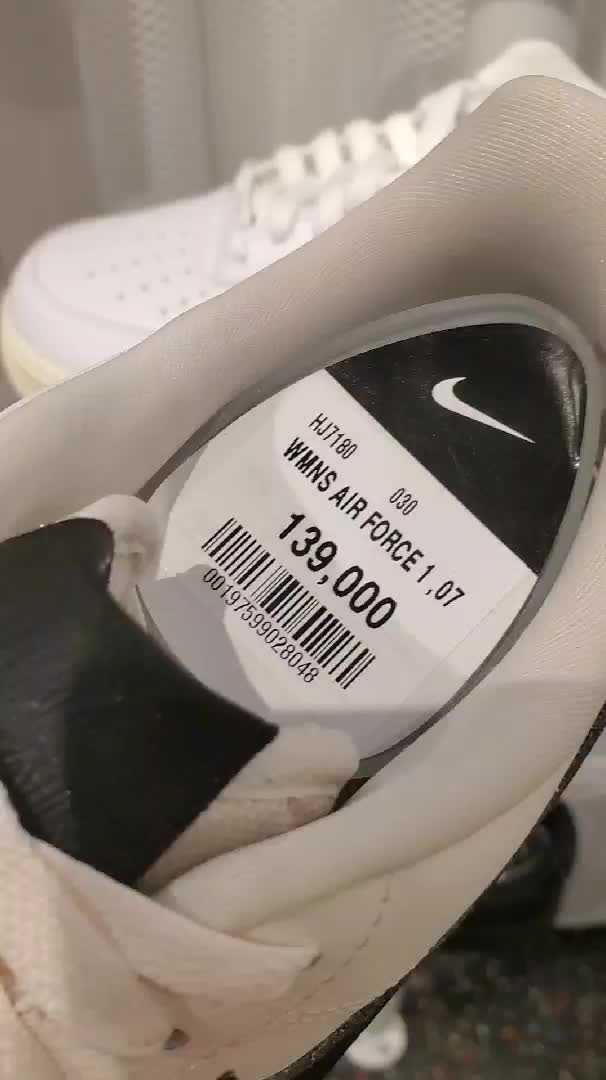 HJ7180 030
WMNS AIR FORCE 1 ,07
139,000
00197599028048